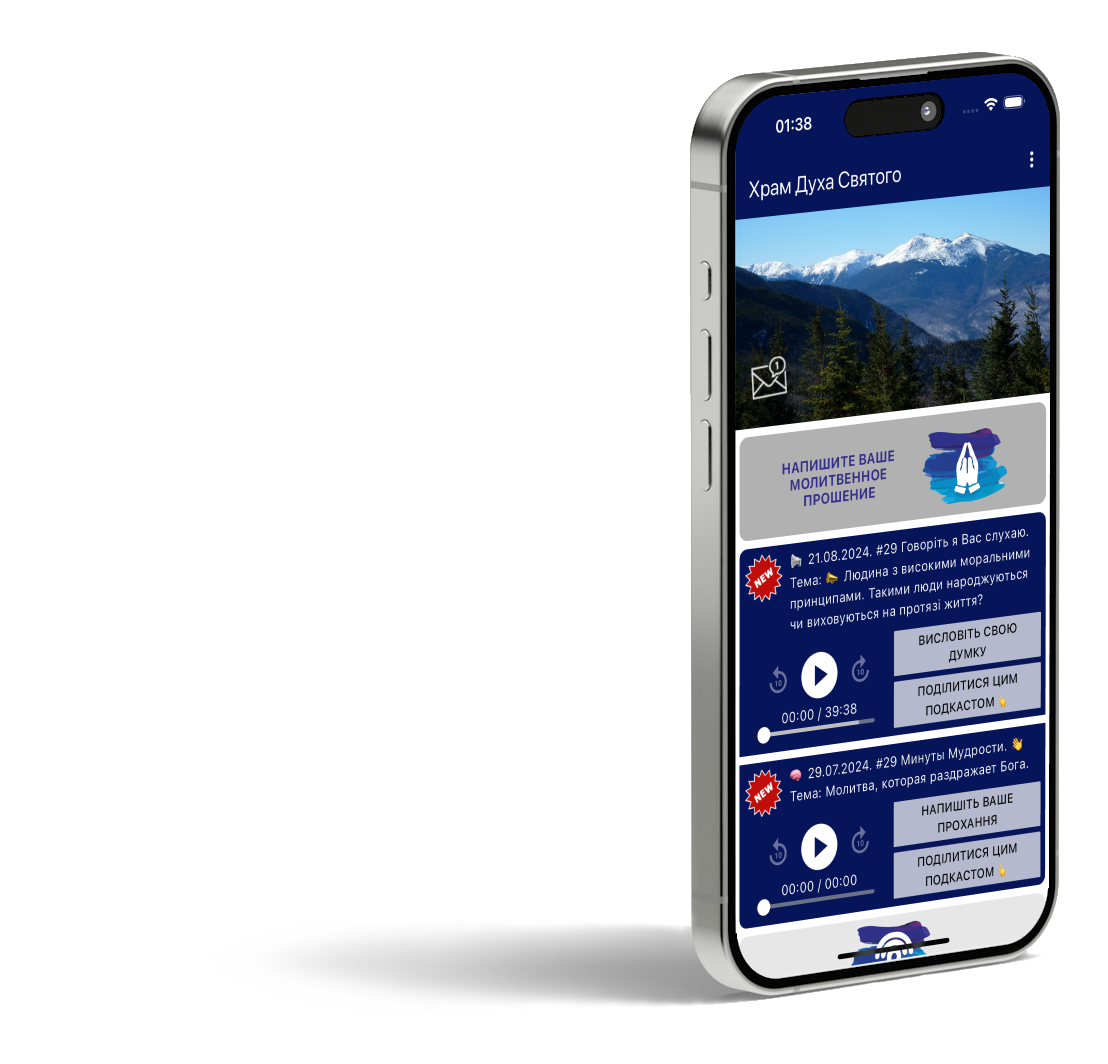 01:38
Храм Духа Святого
1
НАПИШИТЕ ВАШЕ
МОЛИТВЕННОЕ
ПРОШЕНИЕ
NEW
21.08.2024. #29 Говоріть я Вас слухаю.
Тема: Людина з високими моральними
принципами. Такими люди народжуються
чи виховуються на протязі життя?
10
10
00:00 / 39:38
ВИСЛОВІТЬ СВОЮ
ДУМКУ
ПОДІЛИТИСЯ ЦИМ
ПОДКАСТОМ
NEW
29.07.2024. #29 Минуты Мудрости.
Тема: Молитва, которая раздражает Бога.
10
10
00:00 / 00:00
НАПИШІТЬ ВАШЕ
ПРОХАННЯ
ПОДІЛИТИСЯ ЦИМ
ПОДКАСТОМ